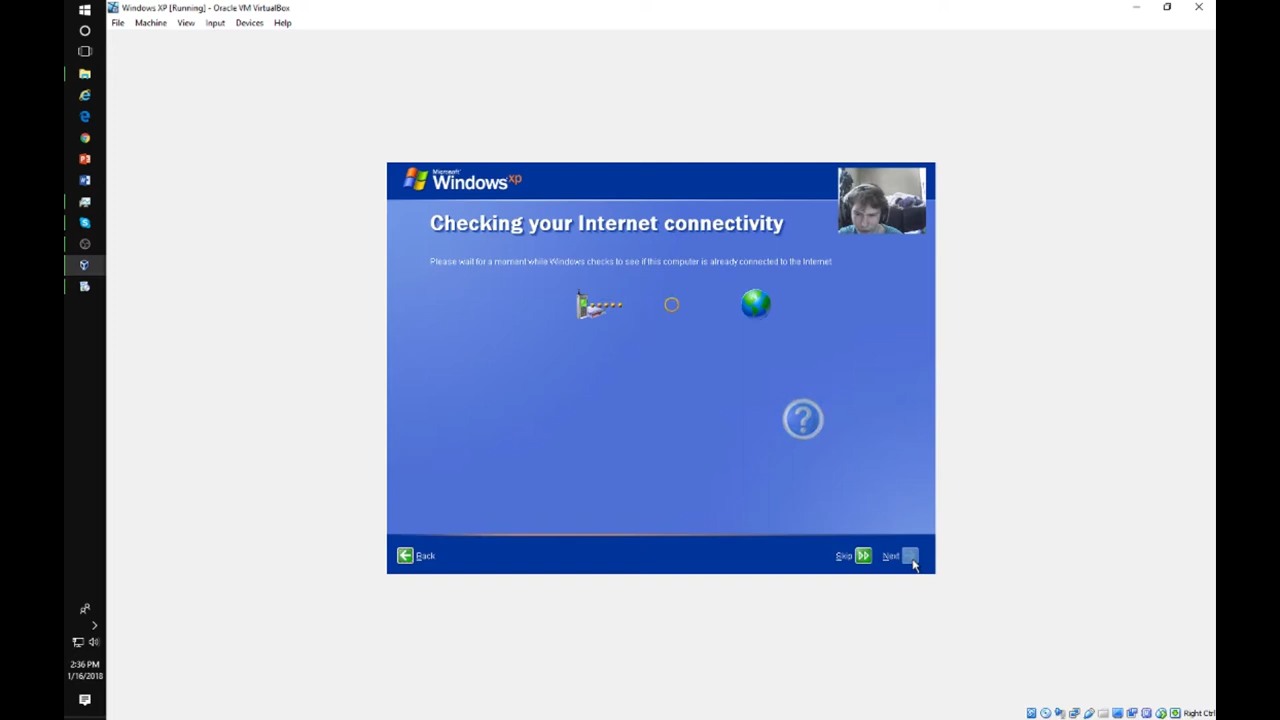 Windows XP [Running] - Oracle VM VirtualBox
File Machine View Input Devices Help
Microsoft
Windows xp
Checking your Internet connectivity
Please wait for a moment while Windows checks to see if this computer is already connected to the Internet
Back
Skip Next
2:36 PM
1/16/2018
Right Ctrl